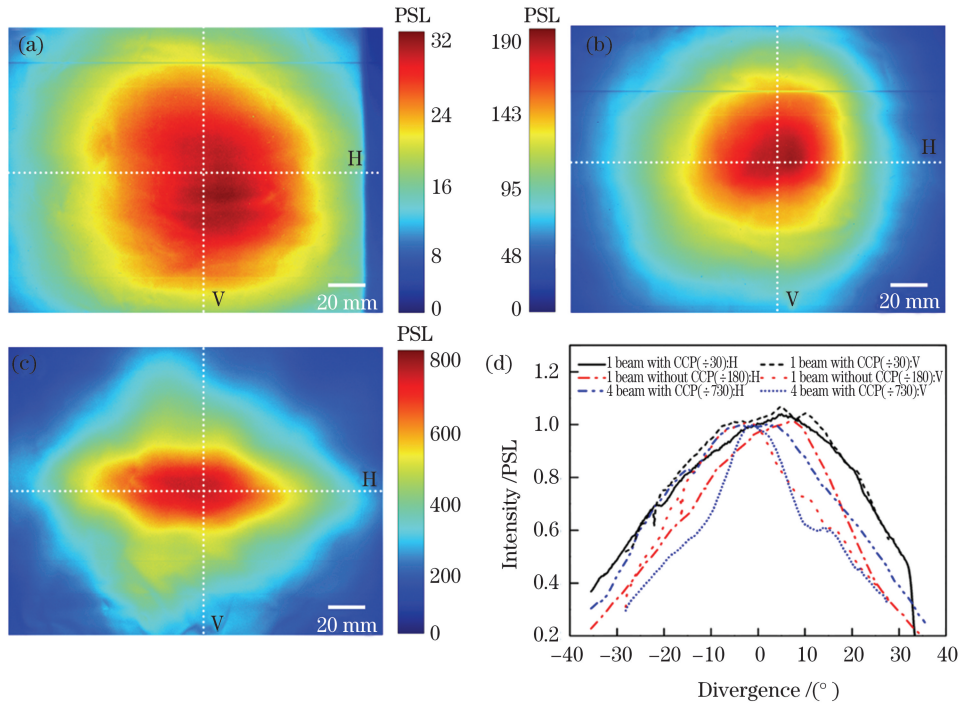 PSL
(a)
32
24
16
8
0
H
V
20 mm
PSL
(b)
190
143
95
48
0
H
V
20 mm
PSL
(c)
800
600
400
200
0
H
V
20 mm
(d)
1 beam with CCP(÷30):H
1 beam with CCP(÷30):V
1 beam without CCP(÷180):H
1 beam without CCP(÷180):V
4 beam with CCP(÷730):H
4 beam with CCP(÷730):V
1.2
1.0
0.8
0.6
0.4
0.2
Intensity /PSL
−40 −30 −20 −10 0 10 20 30 40
Divergence /(°)